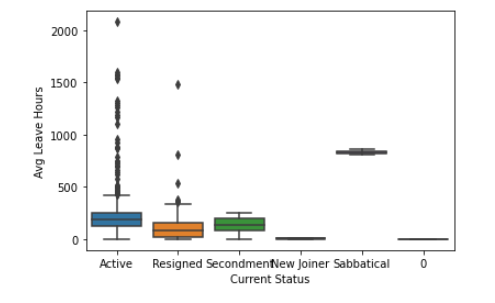 2000
1500
1000
500
0
Avg Leave Hours
Active Resigned Secondment New Joiner Sabbatical 0
Current Status